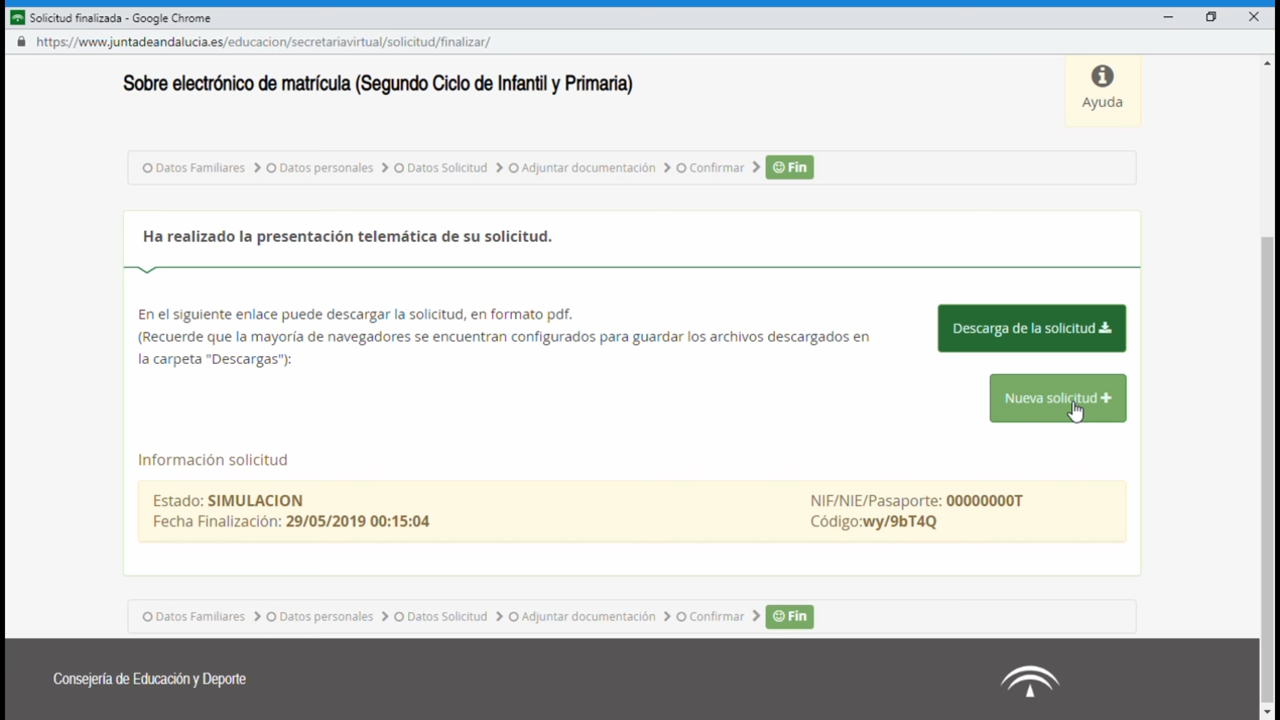 Solicitud finalizada - Google Chrome
https://www.juntadeandalucia.es/educacion/secretariavirtual/solicitud/finalizar/
Sobre electrónico de matrícula (Segundo Ciclo de Infantil y Primaria)
Ayuda
Datos Familiares Datos personales Datos Solicitud Adjuntar documentación Confirmar Fin
Ha realizado la presentación telemática de su solicitud.
En el siguiente enlace puede descargar la solicitud, en formato pdf.
(Recuerde que la mayoría de navegadores se encuentran configurados para guardar los archivos descargados en
la carpeta "Descargas"):
Descarga de la solicitud
Nueva solicitud +
Información solicitud
Estado: SIMULACION
Fecha Finalización: 29/05/2019 00:15:04
NIF/NIE/Pasaporte: 00000000T
Código:wy/9bT4Q
Datos Familiares Datos personales Datos Solicitud Adjuntar documentación Confirmar Fin
Consejería de Educación y Deporte